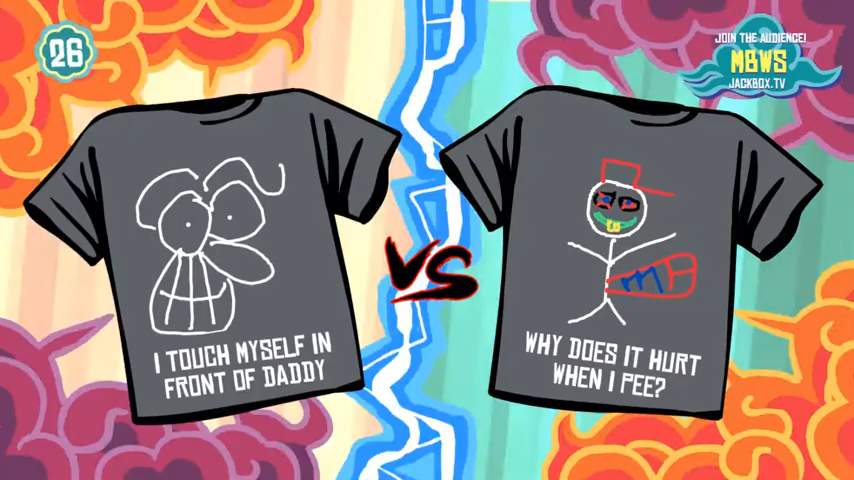 26
JOIN THE AUDIENCE!
MBWS
JACKBOX.TV
VS
I TOUCH MYSELF IN
FRONT OF DADDY
WHY DOES IT HURT
WHEN I PEE?